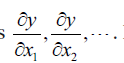 s ∂y/∂x₁, ∂y/∂x₂, ⋯.